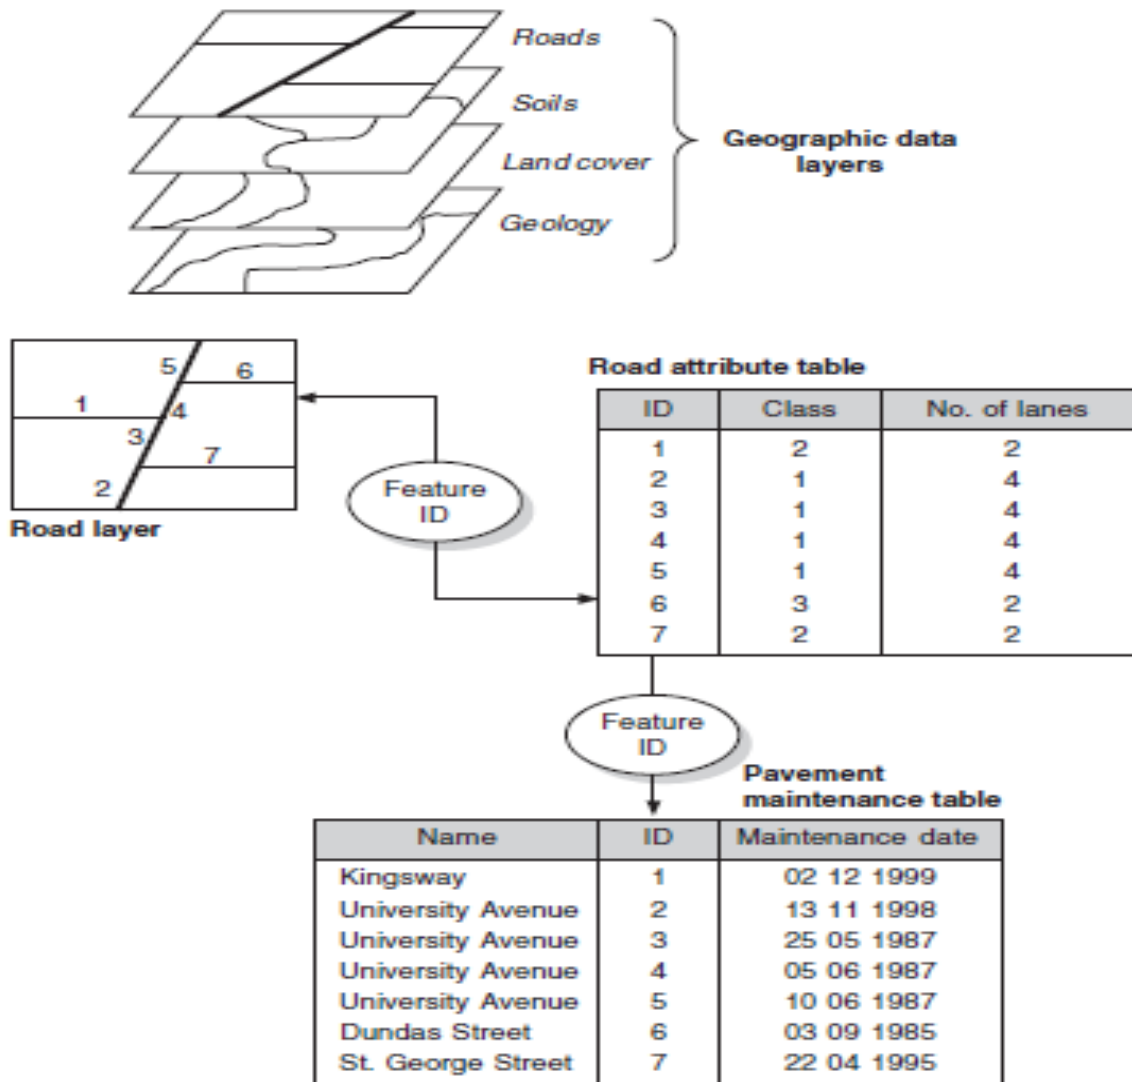 Roads
Soils
Land cover
Geology
Geographic data
layers
5
6
1
4
3
7
2
Road layer
Feature
ID
Road attribute table
ID Class No. of lanes
1 2 2
2 1 4
3 1 4
4 1 4
5 1 4
6 3 2
7 2 2
Feature
ID
Pavement
maintenance table
Name ID Maintenance date
Kingsway 1 02 12 1999
University Avenue 2 13 11 1998
University Avenue 3 25 05 1987
University Avenue 4 05 06 1987
University Avenue 5 10 06 1987
Dundas Street 6 03 09 1985
St. George Street 7 22 04 1995